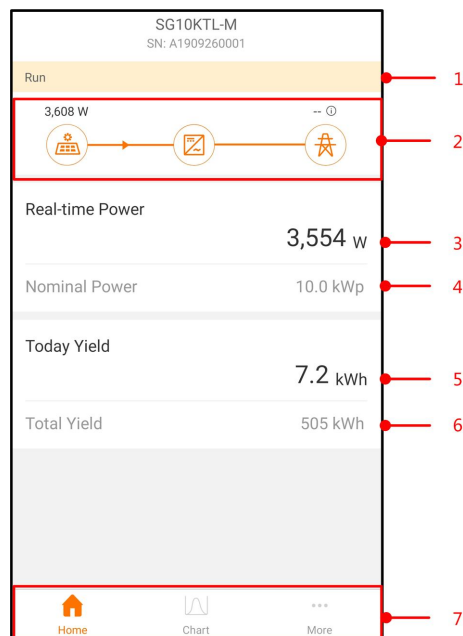 SG10KTL-M
SN: A1909260001
Run
1
3,608 W
--
2
Real-time Power
3,554 W
3
Nominal Power
10.0 kWp
4
Today Yield
7.2 kWh
5
Total Yield
505 kWh
6
Home
Chart
More
7